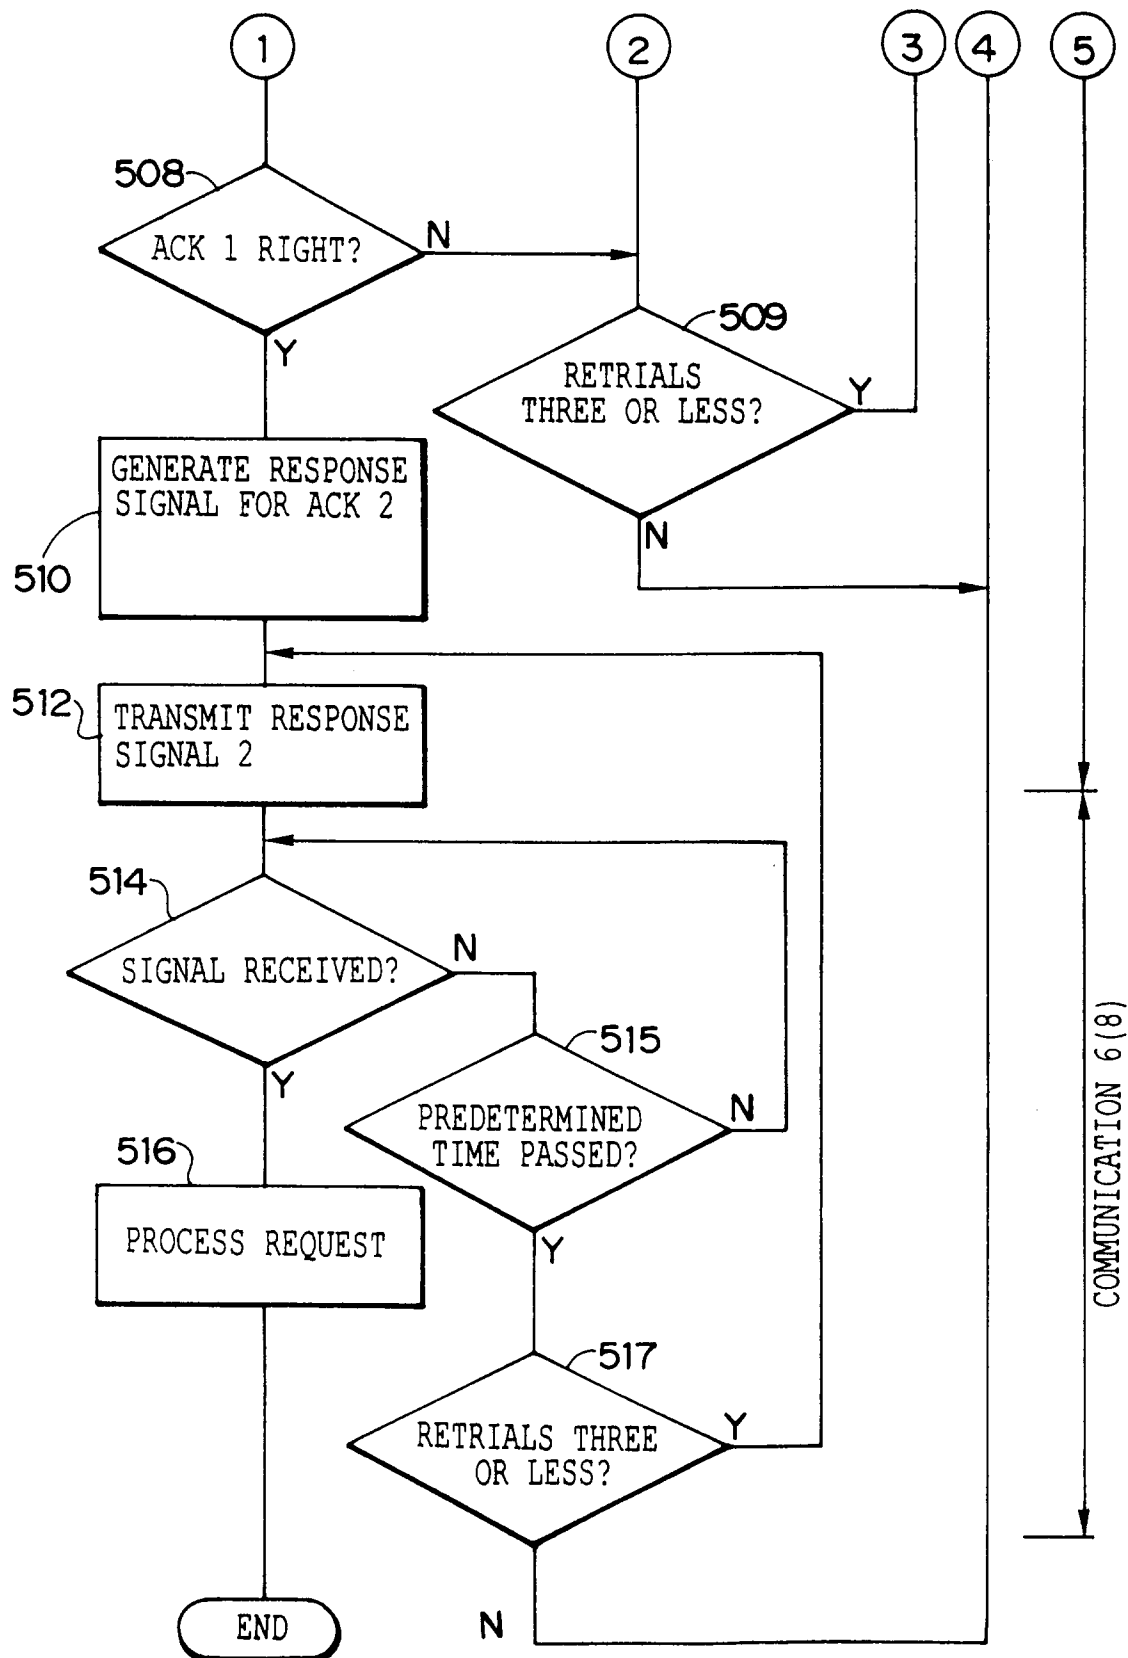 1
2
3
4
5
508
ACK 1 RIGHT?
N
Y
509
RETRIALS
THREE OR LESS?
Y
N
GENERATE RESPONSE
SIGNAL FOR ACK 2
510
512
TRANSMIT RESPONSE
SIGNAL 2
514
SIGNAL RECEIVED?
N
Y
515
PREDETERMINED
TIME PASSED?
N
Y
516
PROCESS REQUEST
517
RETRIALS THREE
OR LESS?
Y
N
END
COMMUNICATION 6(8)